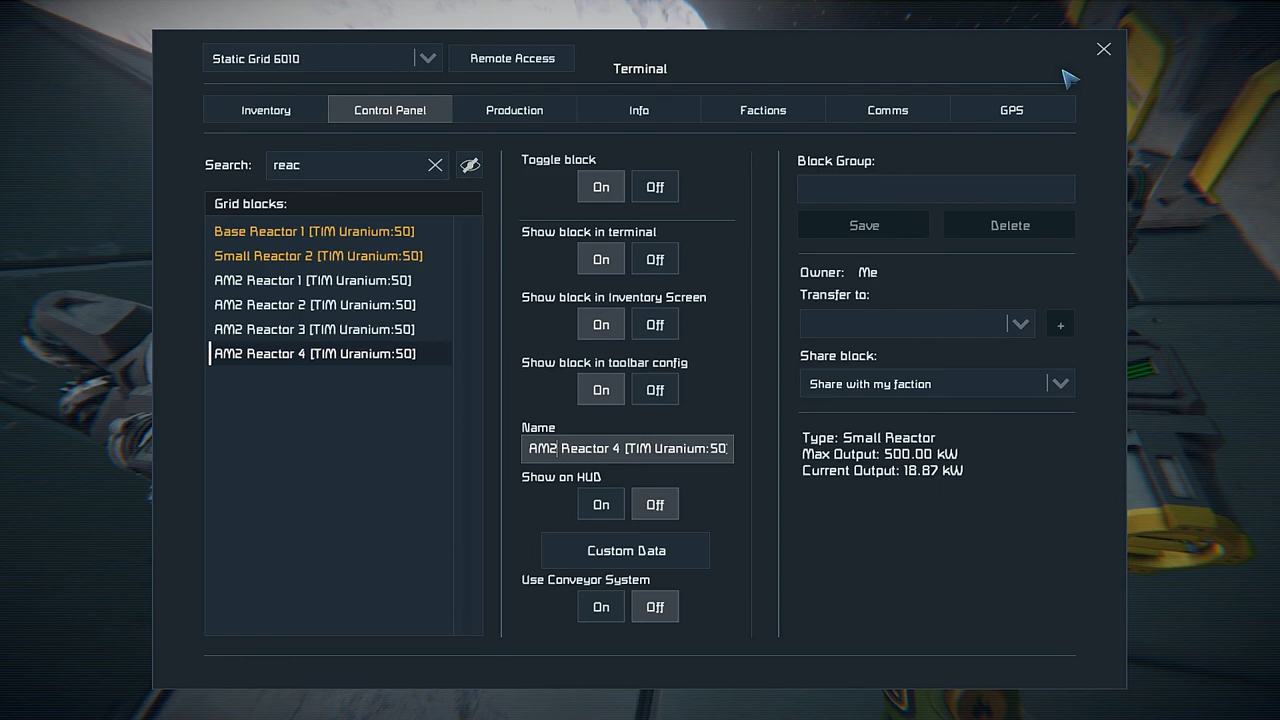 Static Grid 6010
Remote Access
Terminal
Inventory
Control Panel
Production
Info
Factions
Comms
GPS
Search:
reac
Grid blocks:
Base Reactor 1 [TIM Uranium:50]
Small Reactor 2 [TIM Uranium:50]
AM2 Reactor 1 [TIM Uranium:50]
AM2 Reactor 2 [TIM Uranium:50]
AM2 Reactor 3 [TIM Uranium:50]
AM2 Reactor 4 [TIM Uranium:50]
Toggle block
On Off
Show block in terminal
On Off
Show block in Inventory Screen
On Off
Show block in toolbar config
On Off
Name
AM2 Reactor 4 [TIM Uranium:50
Show on HUD
On Off
Custom Data
Use Conveyor System
On Off
Block Group:
Save
Delete
Owner: Me
Transfer to:
+
Share block:
Share with my faction
Type: Small Reactor
Max Output: 500.00 kW
Current Output: 18.87 kW